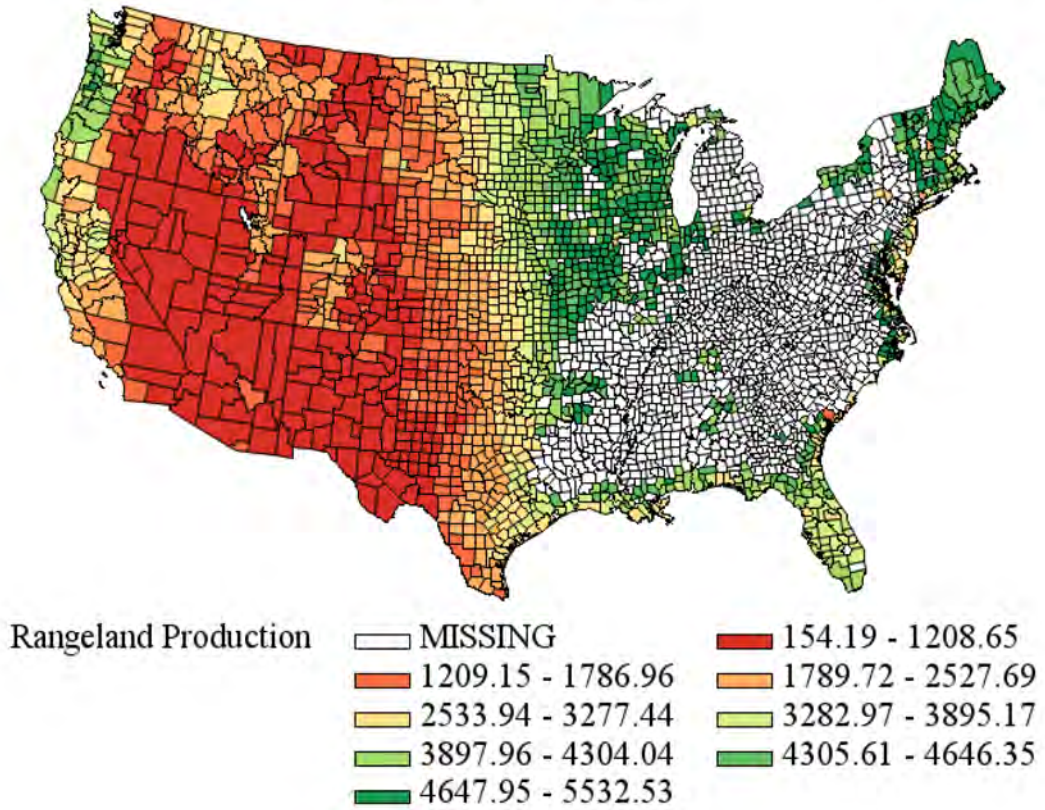 Rangeland Production
MISSING
154.19 - 1208.65
1209.15 - 1786.96
1789.72 - 2527.69
2533.94 - 3277.44
3282.97 - 3895.17
3897.96 - 4304.04
4305.61 - 4646.35
4647.95 - 5532.53